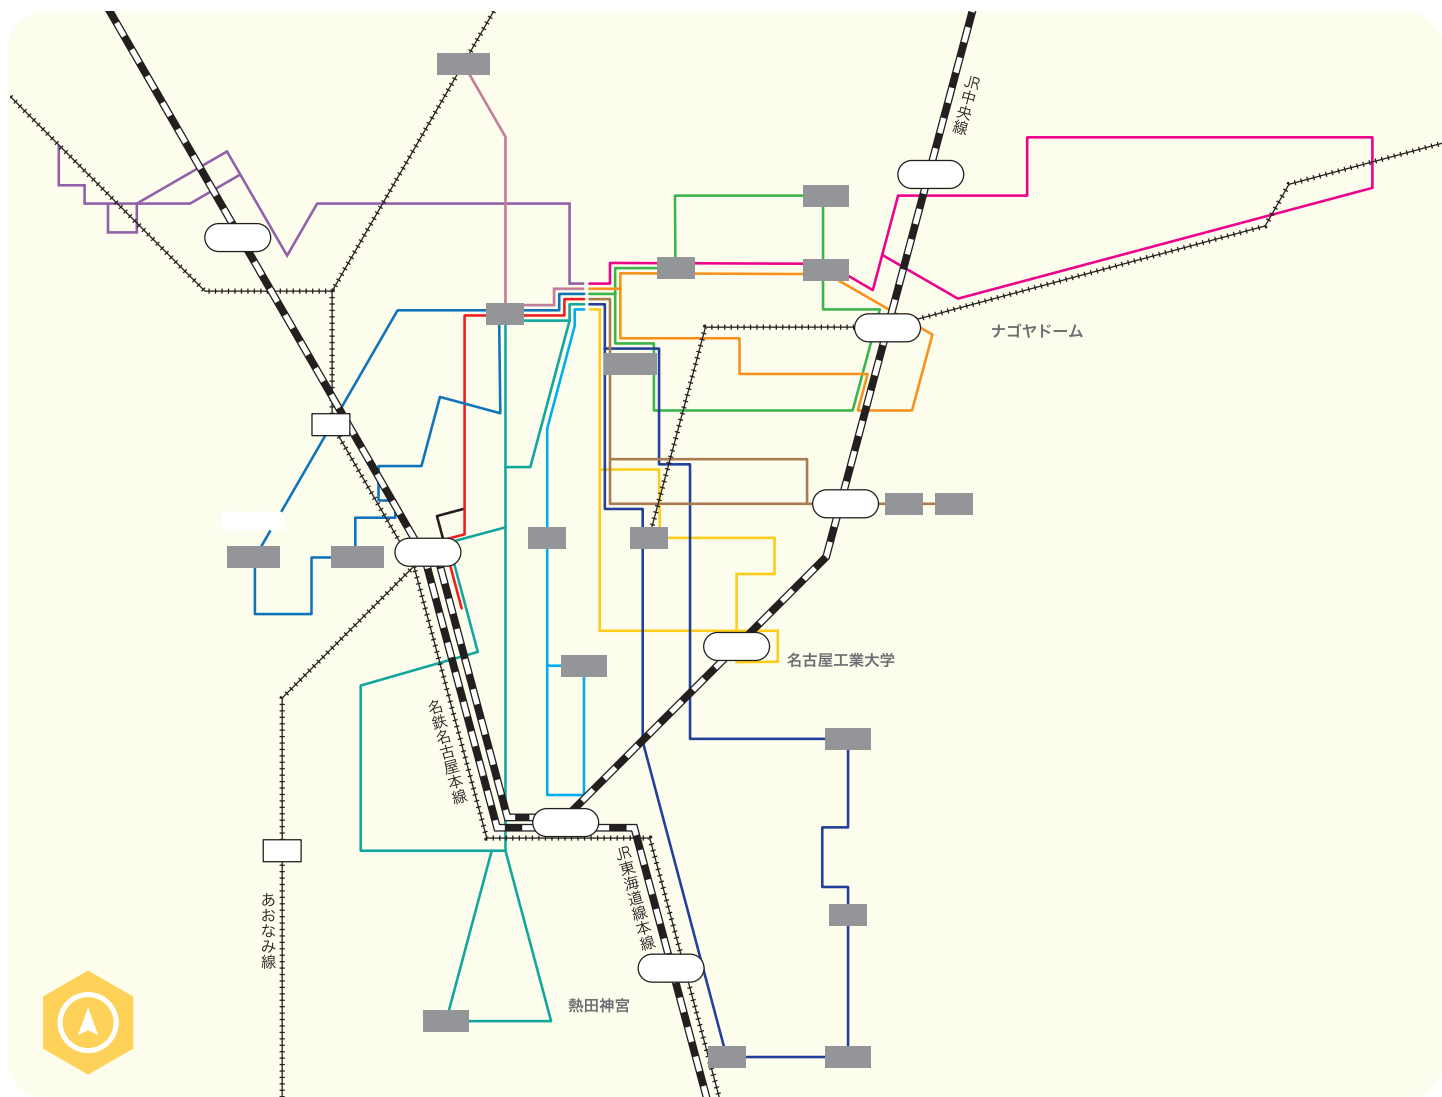 JR中央線
ナゴヤドーム
名古屋工業大学
名鉄名古屋本線
JR東海道線本線
あおなみ線
熱田神宮